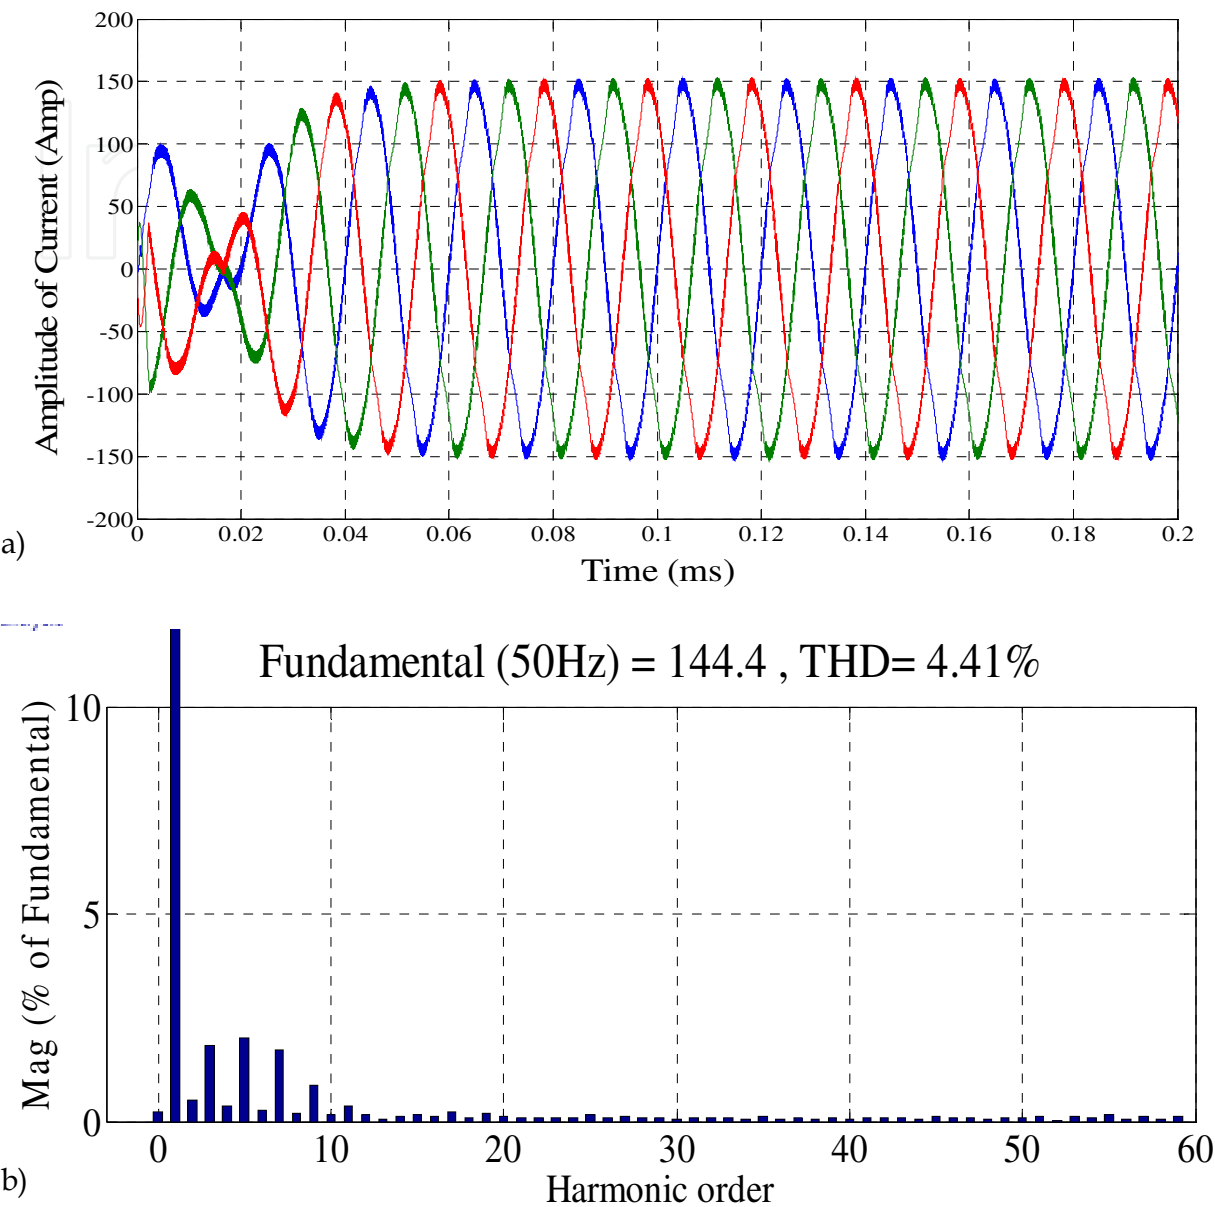 200
150
100
50
0
-50
-100
-150
-200
Amplitude of Current (Amp)
0 0.02 0.04 0.06 0.08 0.1 0.12 0.14 0.16 0.18 0.2
Time (ms)
a)
Fundamental (50Hz) = 144.4 , THD= 4.41%
10
5
0
Mag (% of Fundamental)
0 10 20 30 40 50 60
Harmonic order
b)